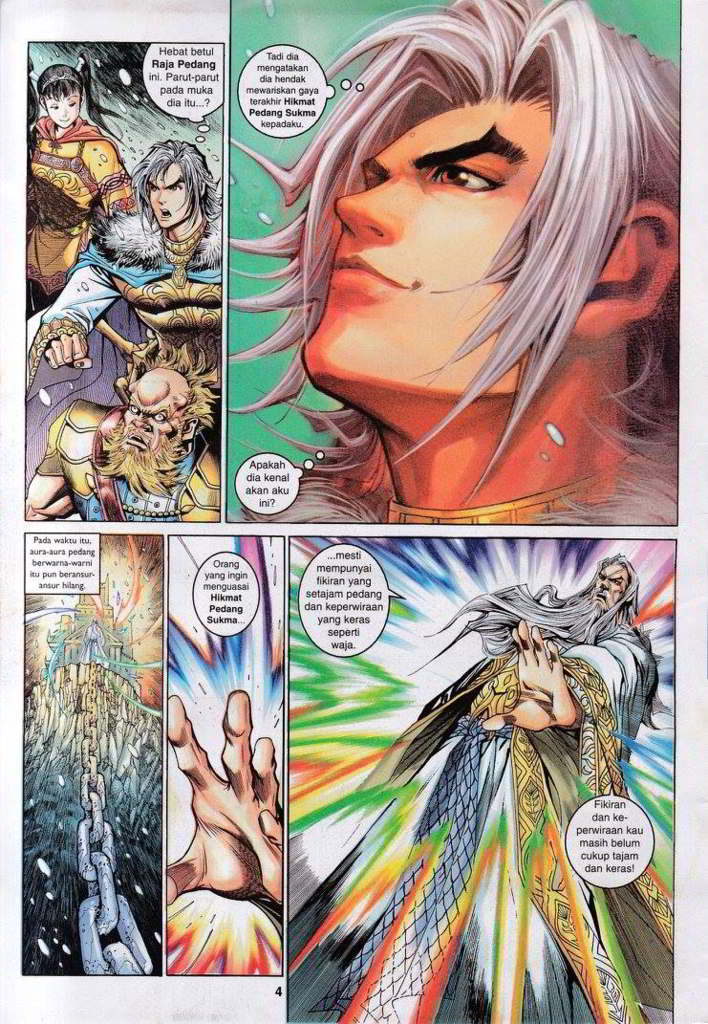 Hebat betul
Raja Pedang
ini. Parut-parut
pada muka
dia itu...?
Tadi dia
mengatakan
dia hendak
mewariskan gaya
terakhir Hikmat
Pedang Sukma
kepadaku.
Apakah
dia kenal
akan aku
ini?
Pada waktu itu,
aura-aura pedang
berwarna-warni
itu pun beransur-
ansur hilang.
Orang
yang ingin
menguasai
Hikmat
Pedang
Sukma...
...mesti
mempunyai
fikiran yang
setajam pedang
dan keperwiraan
yang keras
seperti
waja.
Fikiran
dan ke-
perwiraan kau
masih belum
cukup tajam
dan keras!
4